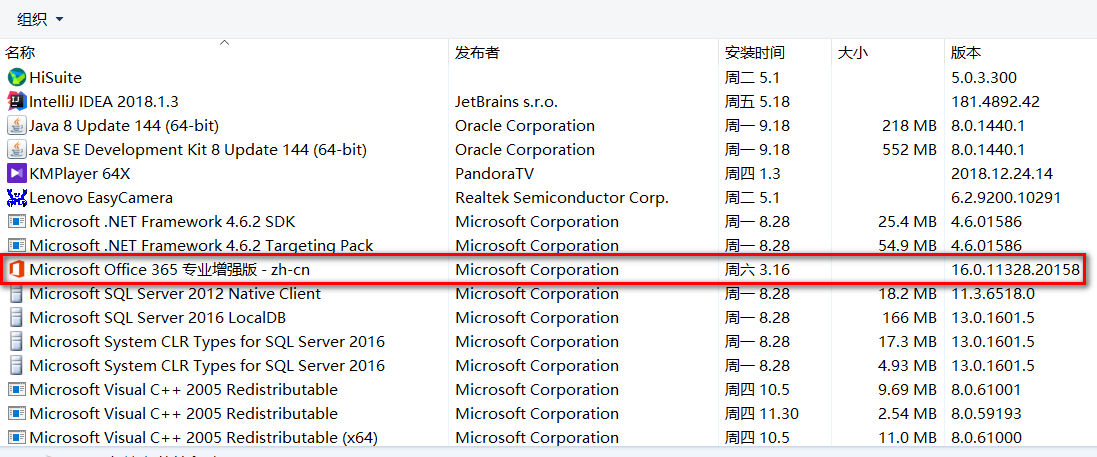 组织
名称 发布者 安装时间 大小 版本
HiSuite 周二 5.1 5.0.3.300
IntelliJ IDEA 2018.1.3 JetBrains s.r.o. 周五 5.18 181.4892.42
Java 8 Update 144 (64-bit) Oracle Corporation 周一 9.18 218 MB 8.0.1440.1
Java SE Development Kit 8 Update 144 (64-bit) Oracle Corporation 周一 9.18 552 MB 8.0.1440.1
KMPlayer 64X PandoraTV 周四 1.3 2018.12.24.14
Lenovo EasyCamera Realtek Semiconductor Corp. 周二 5.1 6.2.9200.10291
Microsoft .NET Framework 4.6.2 SDK Microsoft Corporation 周一 8.28 25.4 MB 4.6.01586
Microsoft .NET Framework 4.6.2 Targeting Pack Microsoft Corporation 周一 8.28 54.9 MB 4.6.01586
Microsoft Office 365 专业增强版 - zh-cn Microsoft Corporation 周六 3.16 16.0.11328.20158
Microsoft SQL Server 2012 Native Client Microsoft Corporation 周一 8.28 18.2 MB 11.3.6518.0
Microsoft SQL Server 2016 LocalDB Microsoft Corporation 周一 8.28 166 MB 13.0.1601.5
Microsoft System CLR Types for SQL Server 2016 Microsoft Corporation 周一 8.28 17.3 MB 13.0.1601.5
Microsoft System CLR Types for SQL Server 2016 Microsoft Corporation 周一 8.28 4.93 MB 13.0.1601.5
Microsoft Visual C++ 2005 Redistributable Microsoft Corporation 周四 10.5 9.69 MB 8.0.61001
Microsoft Visual C++ 2005 Redistributable Microsoft Corporation 周四 11.30 2.54 MB 8.0.59193
Microsoft Visual C++ 2005 Redistributable (x64) Microsoft Corporation 周四 10.5 11.0 MB 8.0.61000